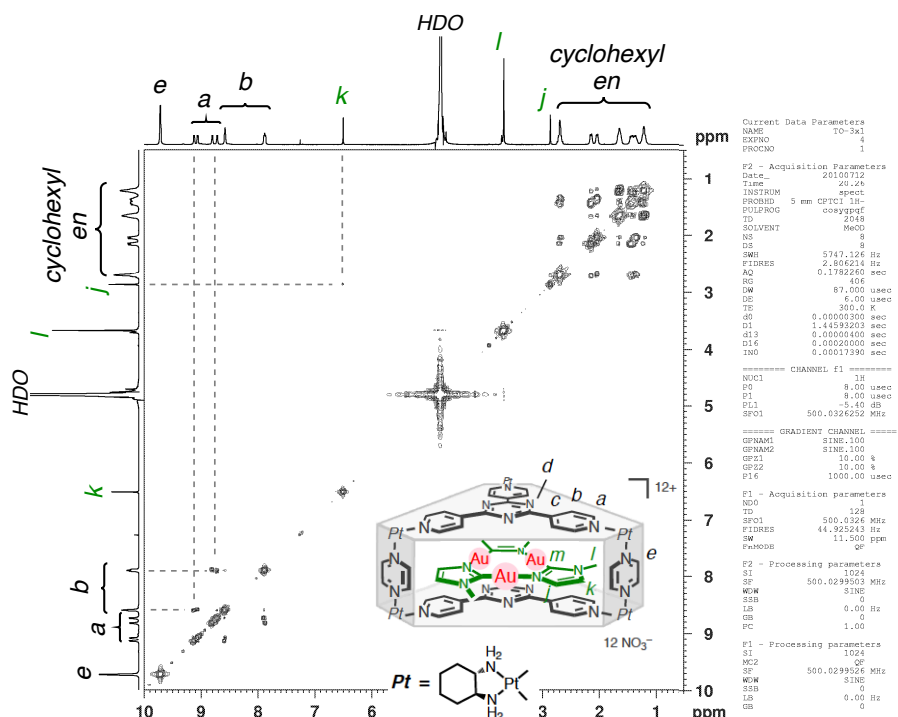 HDO
l
cyclohexyl
en
e
a
b
k
j
ppm
1
2
3
4
5
6
7
8
9
10
ppm
cyclohexyl
en
j
l
HDO
k
b
a
e
10
9
8
7
6
3
2
1
ppm
Pt
N
N
N
N
N
N
d
c
b
a
12+
Pt
Pt
e
N
N
N
N
Au
Au
Au
N
N
N
N
N
m
l
k
Pt
Pt
12 NO₃⁻
Pt =
H₂
N
Pt
N
H₂
Current Data Parameters
NAME TO-3x1
EXPNO 4
PROCNO 1
F2 - Acquisition Parameters
Date_ 20100712
Time 20.26
INSTRUM spect
PROBHD 5 mm CPTCI 1H-
PULPROG cosygpqf
TD 2048
SOLVENT MeOD
NS 8
DS 8
SWH 5747.126 Hz
FIDRES 2.806214 Hz
AQ 0.1782260 sec
RG 406
DW 87.000 usec
DE 6.00 usec
TE 300.0 K
d0 0.00000300 sec
D1 1.44593203 sec
d13 0.00000400 sec
D16 0.00020000 sec
IN0 0.00017390 sec
======== CHANNEL f1 ========
NUC1 1H
P0 8.00 usec
P1 8.00 usec
PL1 -5.40 dB
SFO1 500.0326252 MHz
====== GRADIENT CHANNEL =====
GPNAM1 SINE.100
GPNAM2 SINE.100
GPZ1 10.00 %
GPZ2 10.00 %
P16 1000.00 usec
F1 - Acquisition parameters
ND0 1
TD 128
SFO1 500.0326 MHz
FIDRES 44.925243 Hz
SW 11.500 ppm
FnMODE QF
F2 - Processing parameters
SI 1024
SF 500.0299503 MHz
WDW SINE
SSB 0
LB 0.00 Hz
GB 0
PC 1.00
F1 - Processing parameters
SI 1024
MC2 QF
SF 500.0299526 MHz
WDW SINE
SSB 0
LB 0.00 Hz
GB 0